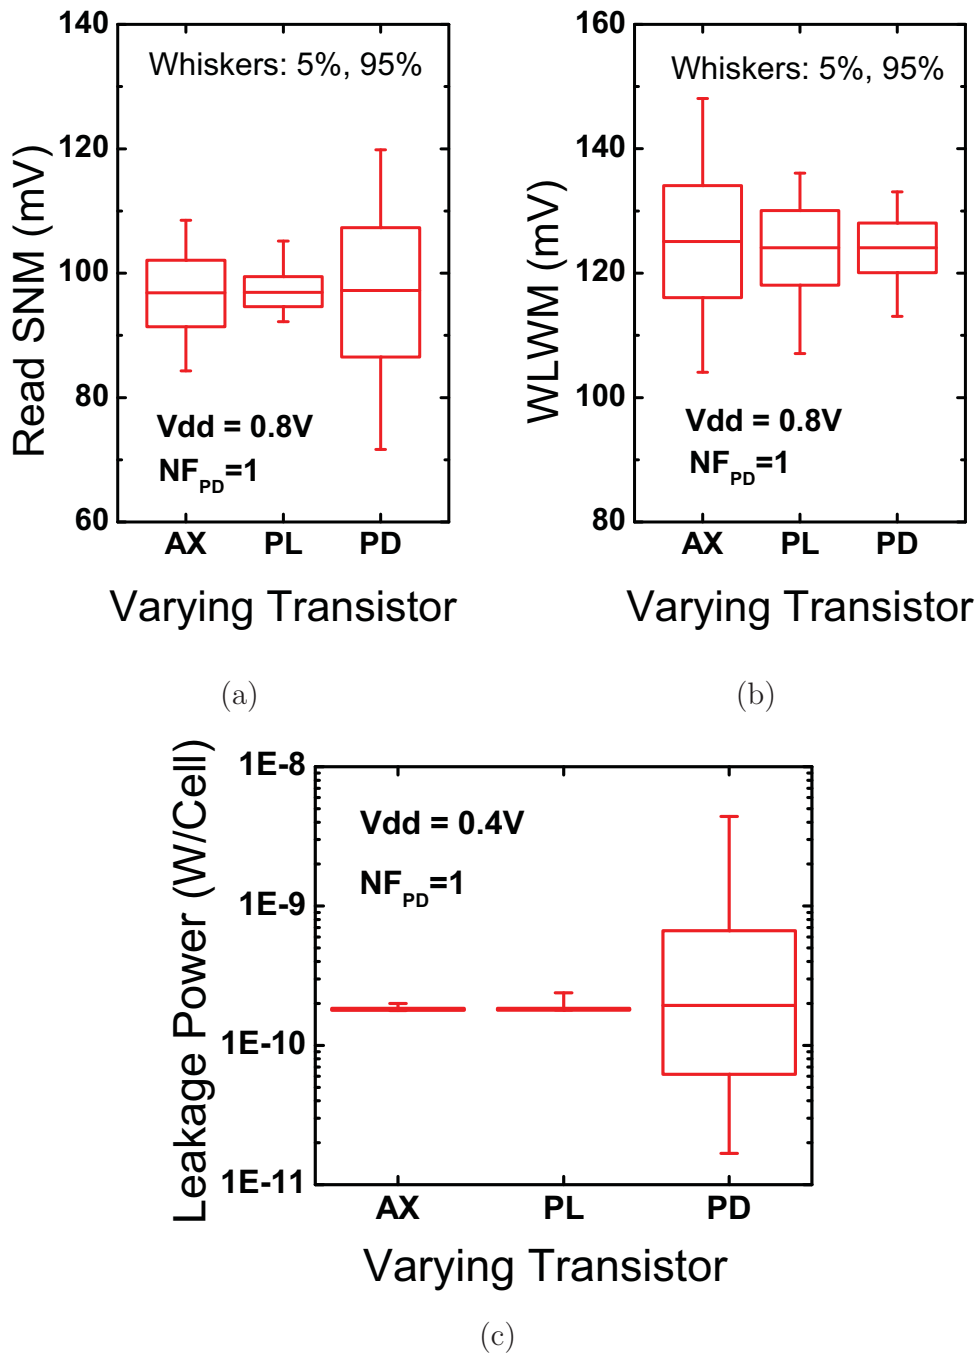 140
120
100
80
60
Read SNM (mV)
Whiskers: 5%, 95%
Vdd = 0.8V
NF_PD=1
AX PL PD
Varying Transistor
(a)
160
140
120
100
80
WLWM (mV)
Whiskers: 5%, 95%
Vdd = 0.8V
NF_PD=1
AX PL PD
Varying Transistor
(b)
1E-8
1E-9
1E-10
1E-11
Leakage Power (W/Cell)
Vdd = 0.4V
NF_PD=1
AX PL PD
Varying Transistor
(c)